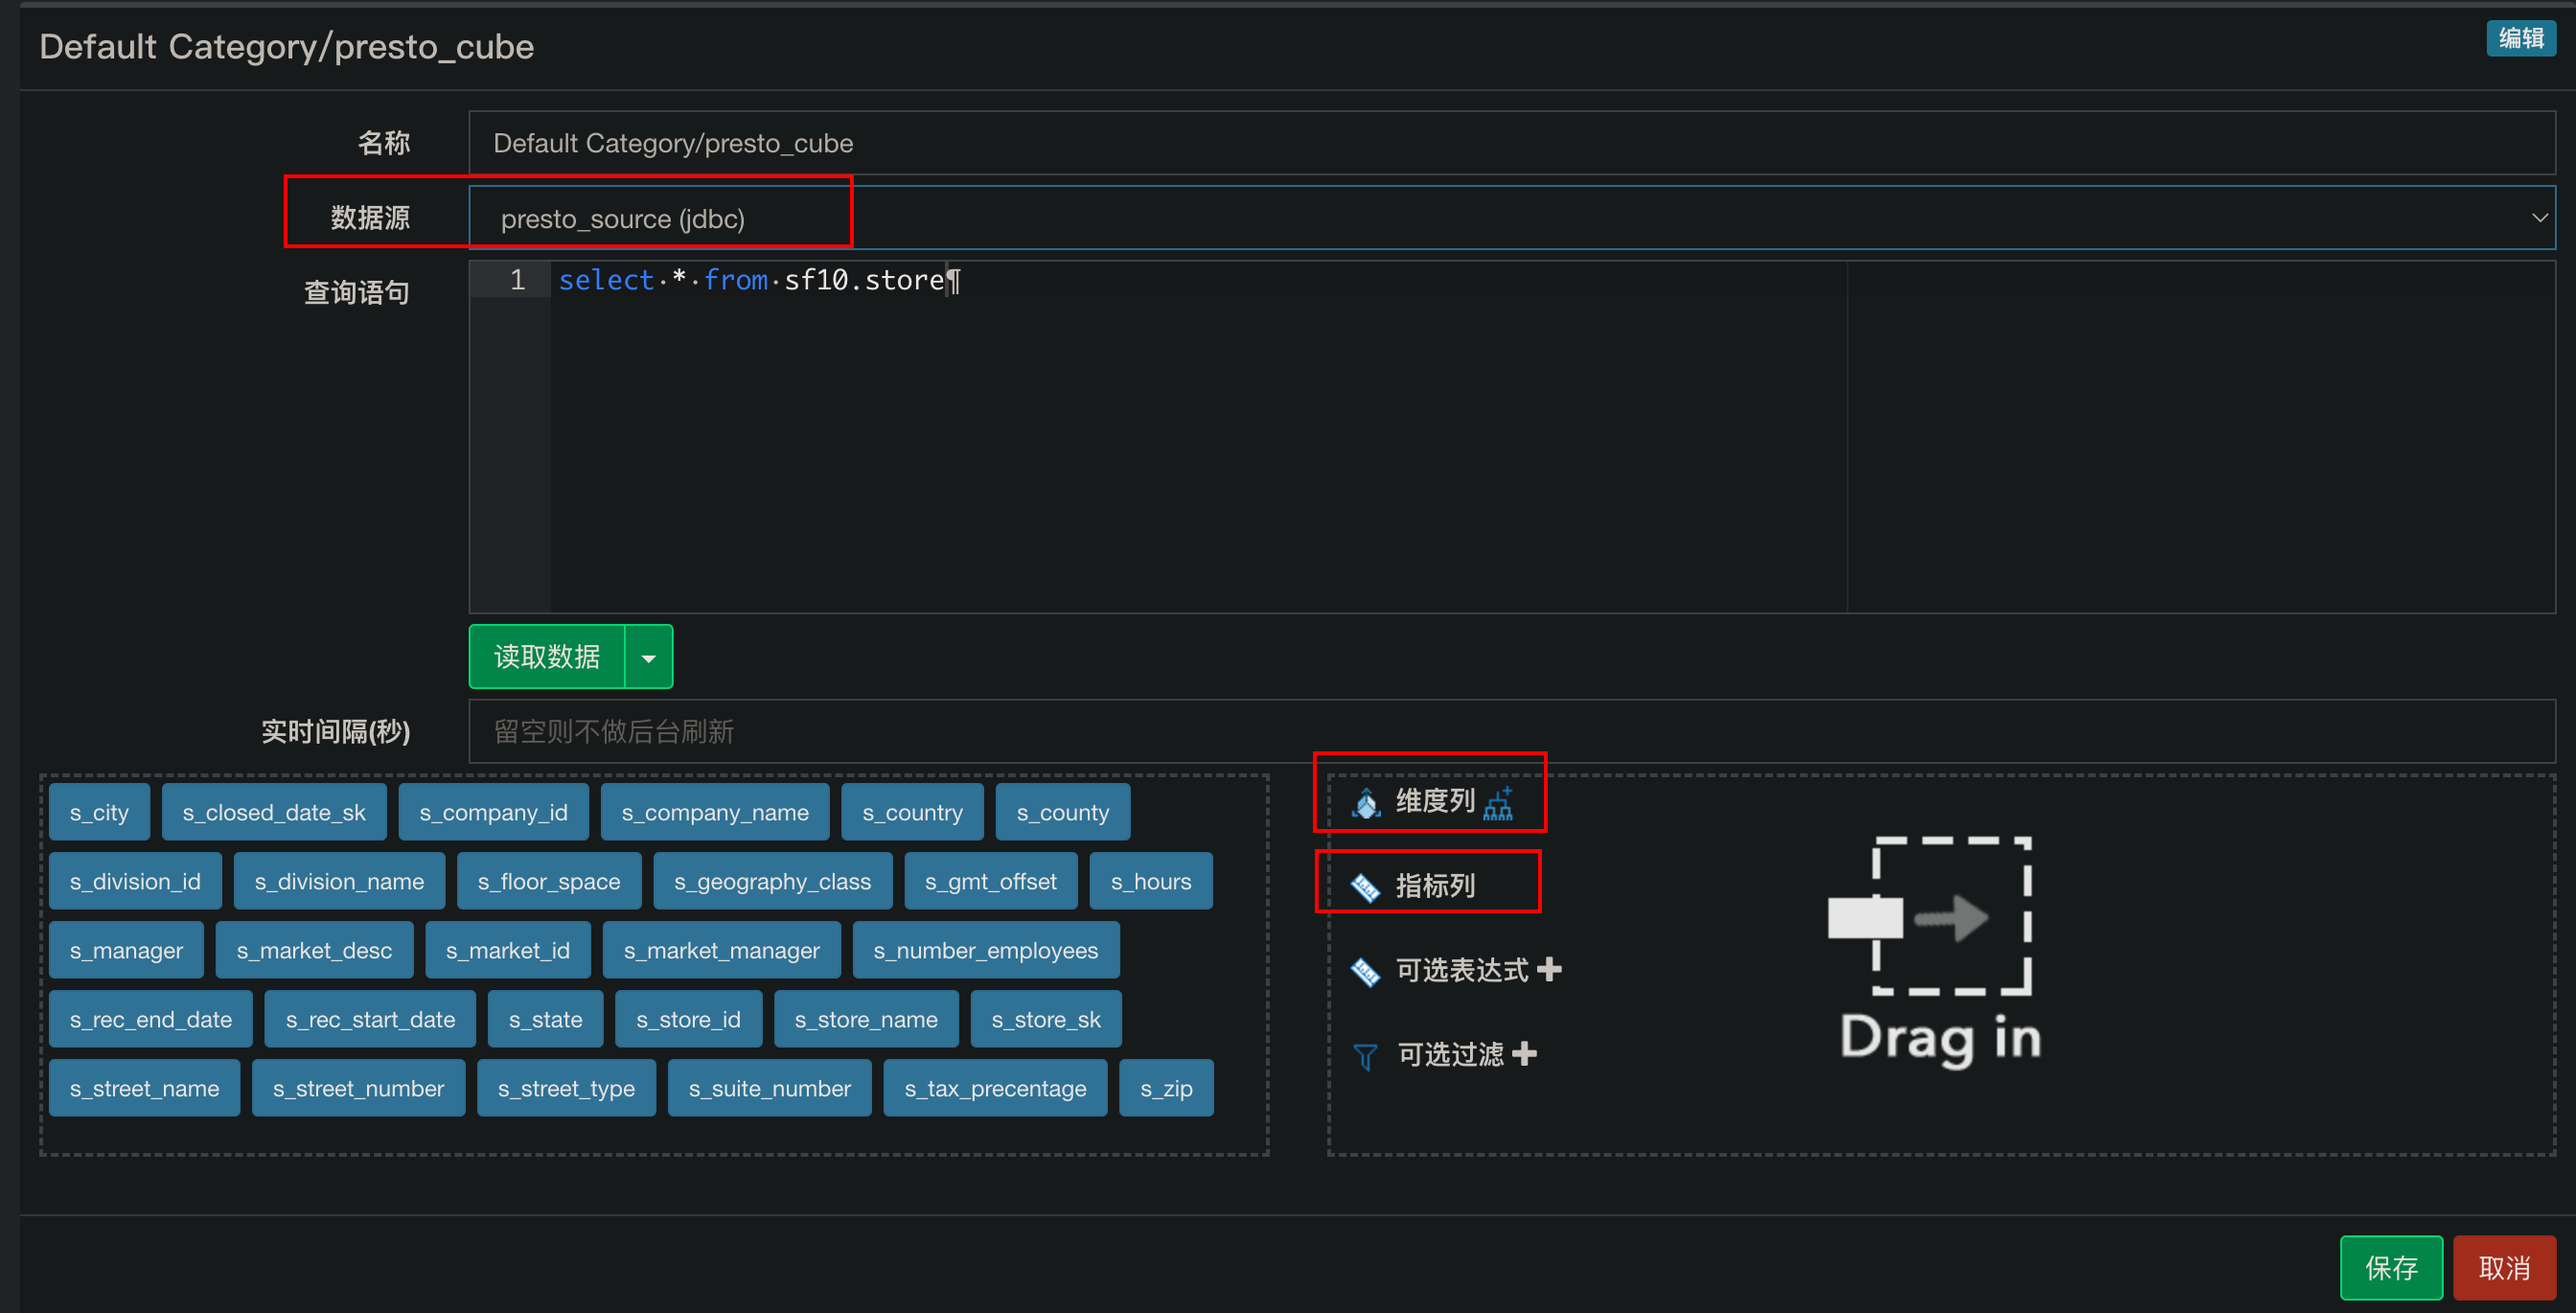 Default Category/presto_cube
编辑
名称
Default Category/presto_cube
数据源
presto_source (jdbc)
查询语句
1 select·*·from·sf10.store¶
读取数据
实时间隔(秒)
留空则不做后台刷新
s_city s_closed_date_sk s_company_id s_company_name s_country s_county
s_division_id s_division_name s_floor_space s_geography_class s_gmt_offset s_hours
s_manager s_market_desc s_market_id s_market_manager s_number_employees
s_rec_end_date s_rec_start_date s_state s_store_id s_store_name s_store_sk
s_street_name s_street_number s_street_type s_suite_number s_tax_precentage s_zip
维度列
指标列
可选表达式
可选过滤
Drag in
保存 取消